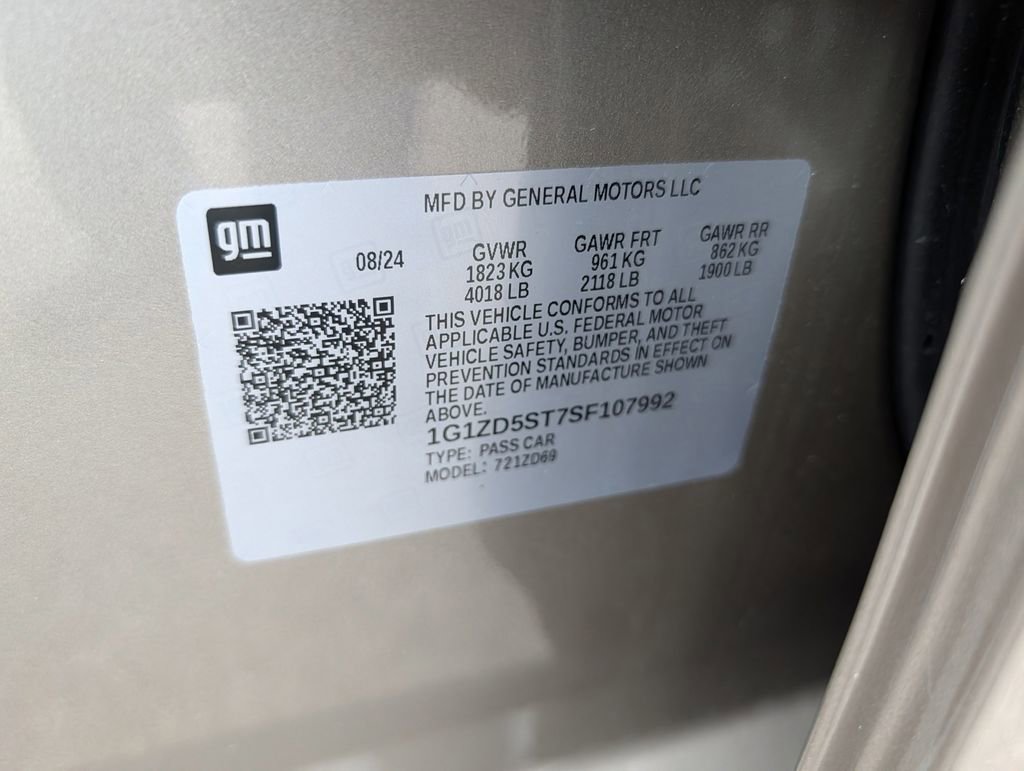 gm
MFD BY GENERAL MOTORS LLC
08/24
GVWR
1823 KG
4018 LB
GAWR FRT
961 KG
2118 LB
GAWR RR
862 KG
1900 LB
THIS VEHICLE CONFORMS TO ALL
APPLICABLE U.S. FEDERAL MOTOR
VEHICLE SAFETY, BUMPER, AND THEFT
PREVENTION STANDARDS IN EFFECT ON
THE DATE OF MANUFACTURE SHOWN
ABOVE.
1G1ZD5ST7SF107992
TYPE: PASS CAR
MODEL: 721ZD69